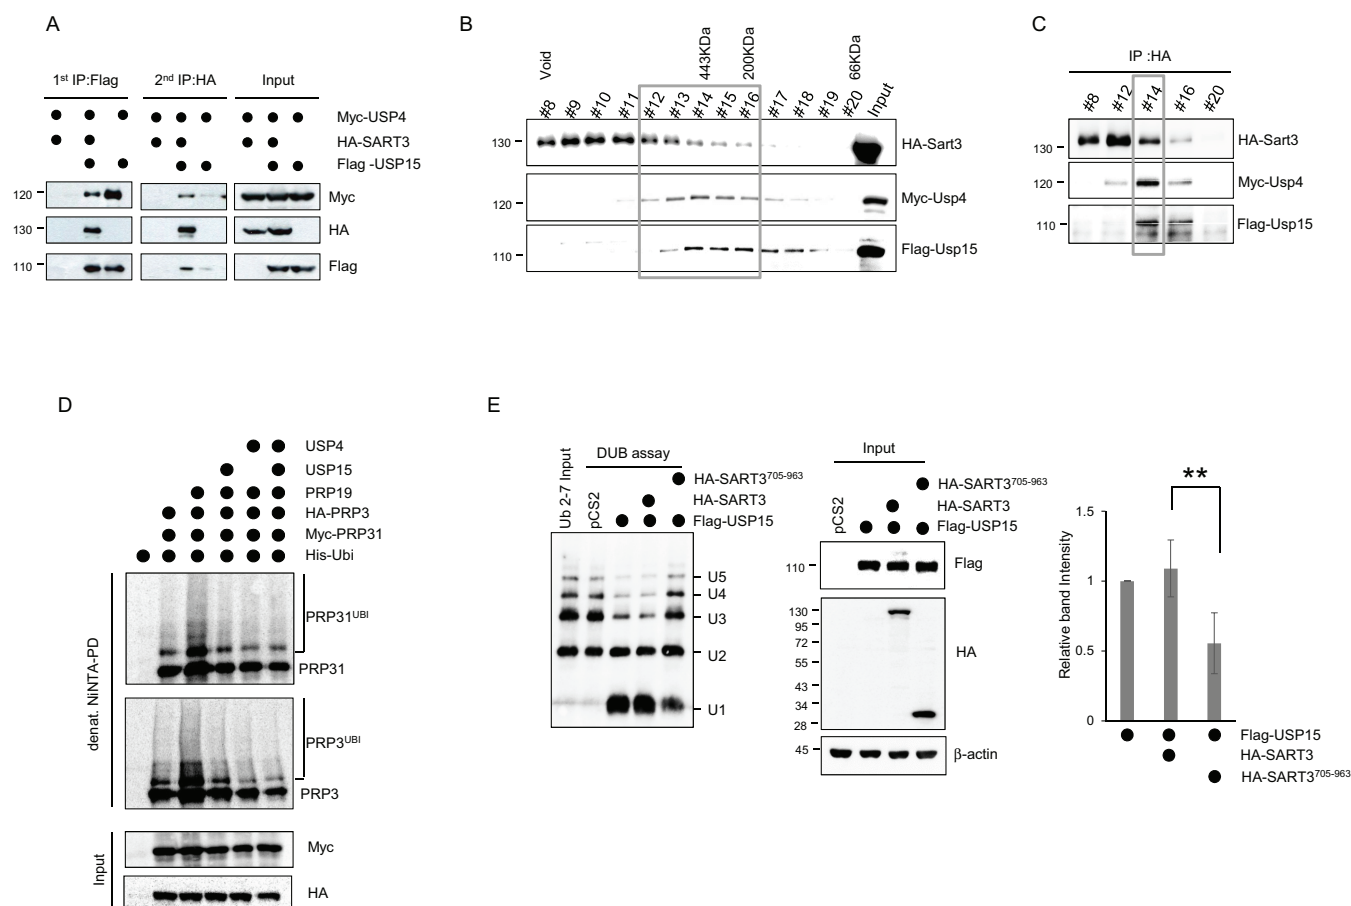 A
1st IP:Flag 2nd IP:HA Input
Myc-USP4
HA-SART3
Flag -USP15
120 Myc
130 HA
110 Flag
B
Void 443KDa 200KDa 66KDa
#8 #9 #10 #11 #12 #13 #14 #15 #16 #17 #18 #19 #20 Input
130 HA-Sart3
120 Myc-Usp4
110 Flag-Usp15
C
IP :HA
#8 #12 #14 #16 #20
130 HA-Sart3
120 Myc-Usp4
110 Flag-Usp15
D
USP4
USP15
PRP19
HA-PRP3
Myc-PRP31
His-Ubi
denat. NiNTA-PD
PRP31UBI
PRP31
PRP3UBI
PRP3
Input
Myc
HA
E
Ub 2-7 Input
pCS2
DUB assay
HA-SART3705-963
HA-SART3
Flag-USP15
U5
U4
U3
U2
U1
Input
pCS2
HA-SART3705-963
HA-SART3
Flag-USP15
110 Flag
130
95
72
55
43
34
28
HA
45 β-actin
**
Relative band Intensity
1.5
1
0.5
0
Flag-USP15
HA-SART3
HA-SART3705-963